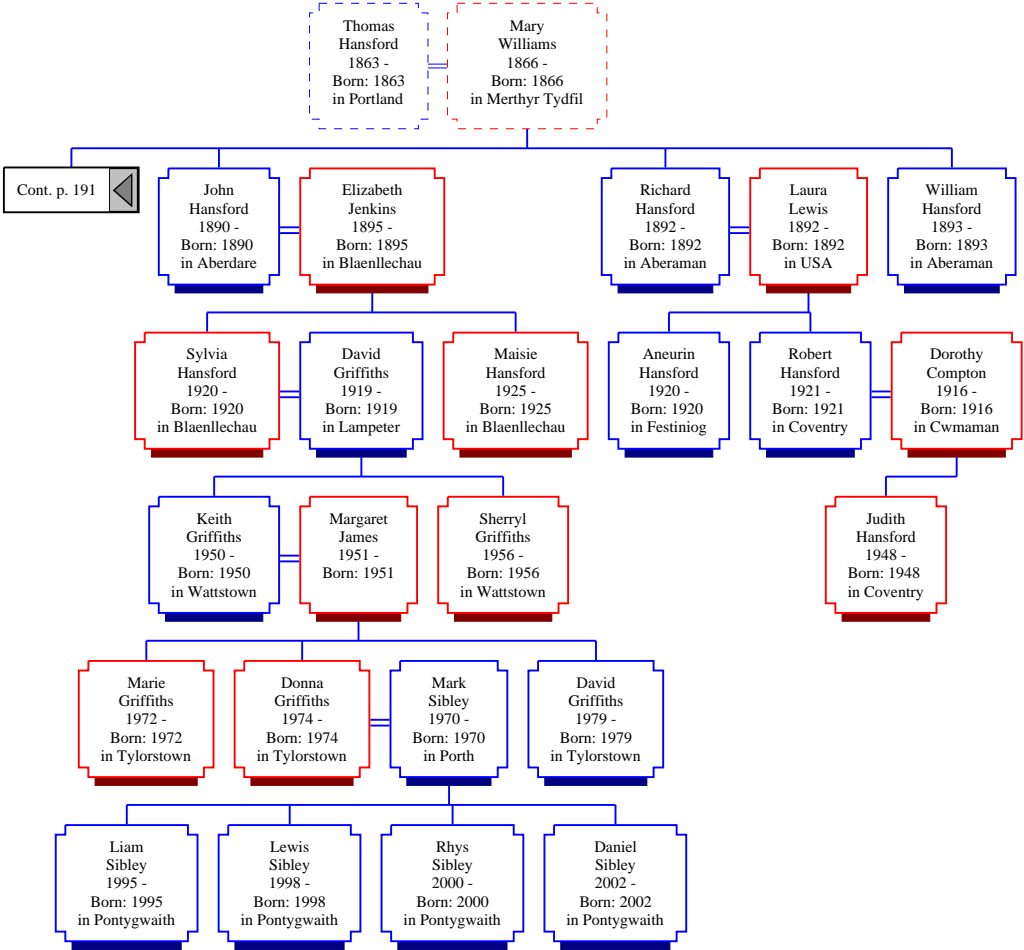 Thomas
Hansford
1863 -
Born: 1863
in Portland
Mary
Williams
1866 -
Born: 1866
in Merthyr Tydfil
Cont. p. 191
John
Hansford
1890 -
Born: 1890
in Aberdare
Elizabeth
Jenkins
1895 -
Born: 1895
in Blaenllechau
Richard
Hansford
1892 -
Born: 1892
in Aberaman
Laura
Lewis
1892 -
Born: 1892
in USA
William
Hansford
1893 -
Born: 1893
in Aberaman
Sylvia
Hansford
1920 -
Born: 1920
in Blaenllechau
David
Griffiths
1919 -
Born: 1919
in Lampeter
Maisie
Hansford
1925 -
Born: 1925
in Blaenllechau
Aneurin
Hansford
1920 -
Born: 1920
in Festiniog
Robert
Hansford
1921 -
Born: 1921
in Coventry
Dorothy
Compton
1916 -
Born: 1916
in Cwmaman
Keith
Griffiths
1950 -
Born: 1950
in Wattstown
Margaret
James
1951 -
Born: 1951
Sherryl
Griffiths
1956 -
Born: 1956
in Wattstown
Judith
Hansford
1948 -
Born: 1948
in Coventry
Marie
Griffiths
1972 -
Born: 1972
in Tylorstown
Donna
Griffiths
1974 -
Born: 1974
in Tylorstown
Mark
Sibley
1970 -
Born: 1970
in Porth
David
Griffiths
1979 -
Born: 1979
in Tylorstown
Liam
Sibley
1995 -
Born: 1995
in Pontygwaith
Lewis
Sibley
1998 -
Born: 1998
in Pontygwaith
Rhys
Sibley
2000 -
Born: 2000
in Pontygwaith
Daniel
Sibley
2002 -
Born: 2002
in Pontygwaith